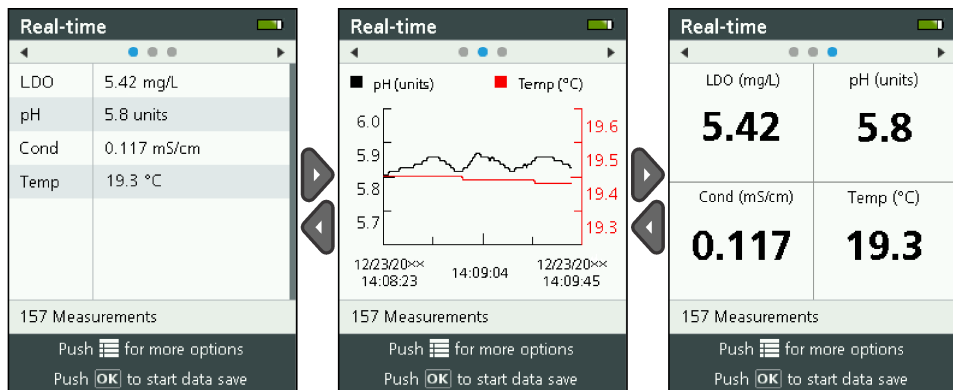 Real-time
LDO 5.42 mg/L
pH 5.8 units
Cond 0.117 mS/cm
Temp 19.3 °C
157 Measurements
Push for more options
Push OK to start data save
Real-time
pH (units) Temp (°C)
6.0 19.6
5.9 19.5
5.8 19.4
5.7 19.3
12/23/20×× 14:09:04 12/23/20××
14:08:23 14:09:45
157 Measurements
Push for more options
Push OK to start data save
Real-time
LDO (mg/L) pH (units)
5.42 5.8
Cond (mS/cm) Temp (°C)
0.117 19.3
157 Measurements
Push for more options
Push OK to start data save